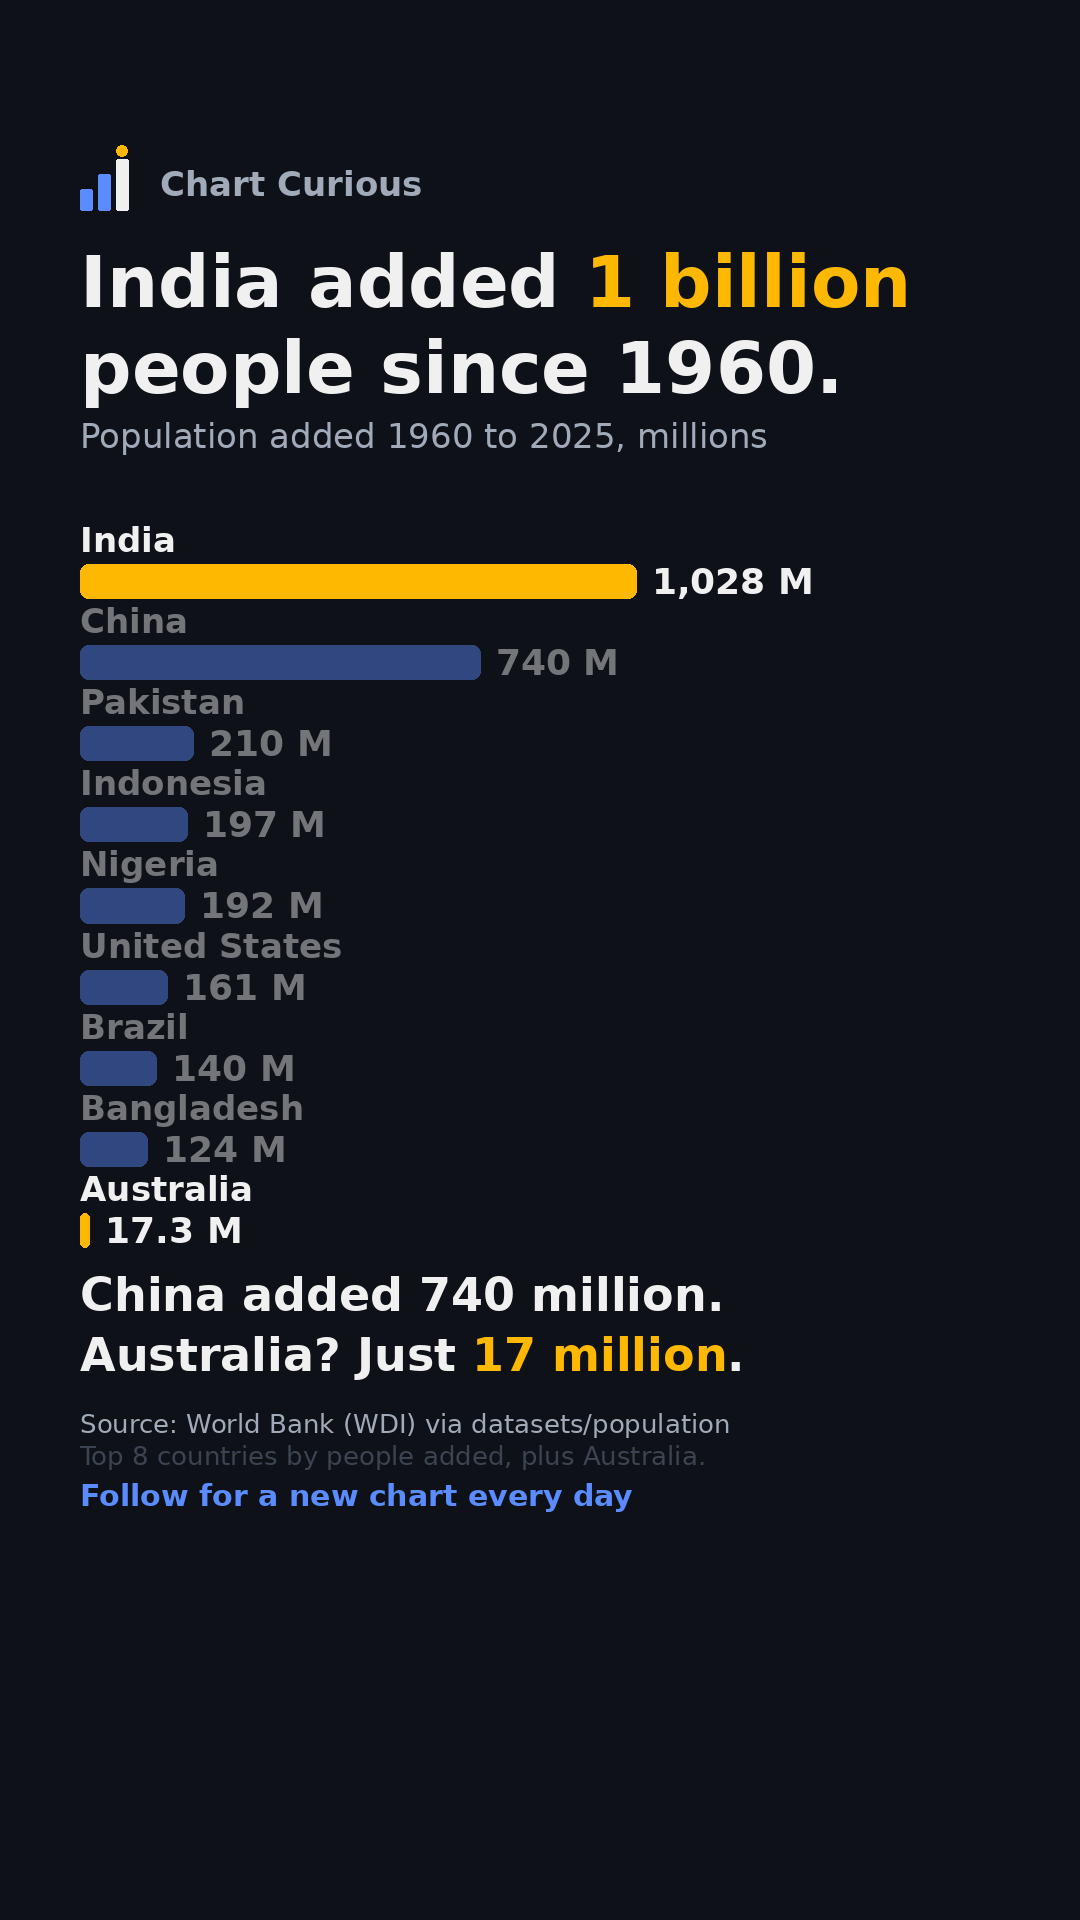 Chart Curious
India added 1 billion
people since 1960.
Population added 1960 to 2025, millions
India
1,028 M
China
740 M
Pakistan
210 M
Indonesia
197 M
Nigeria
192 M
United States
161 M
Brazil
140 M
Bangladesh
124 M
Australia
17.3 M
China added 740 million.
Australia? Just 17 million.
Source: World Bank (WDI) via datasets/population
Top 8 countries by people added, plus Australia.
Follow for a new chart every day